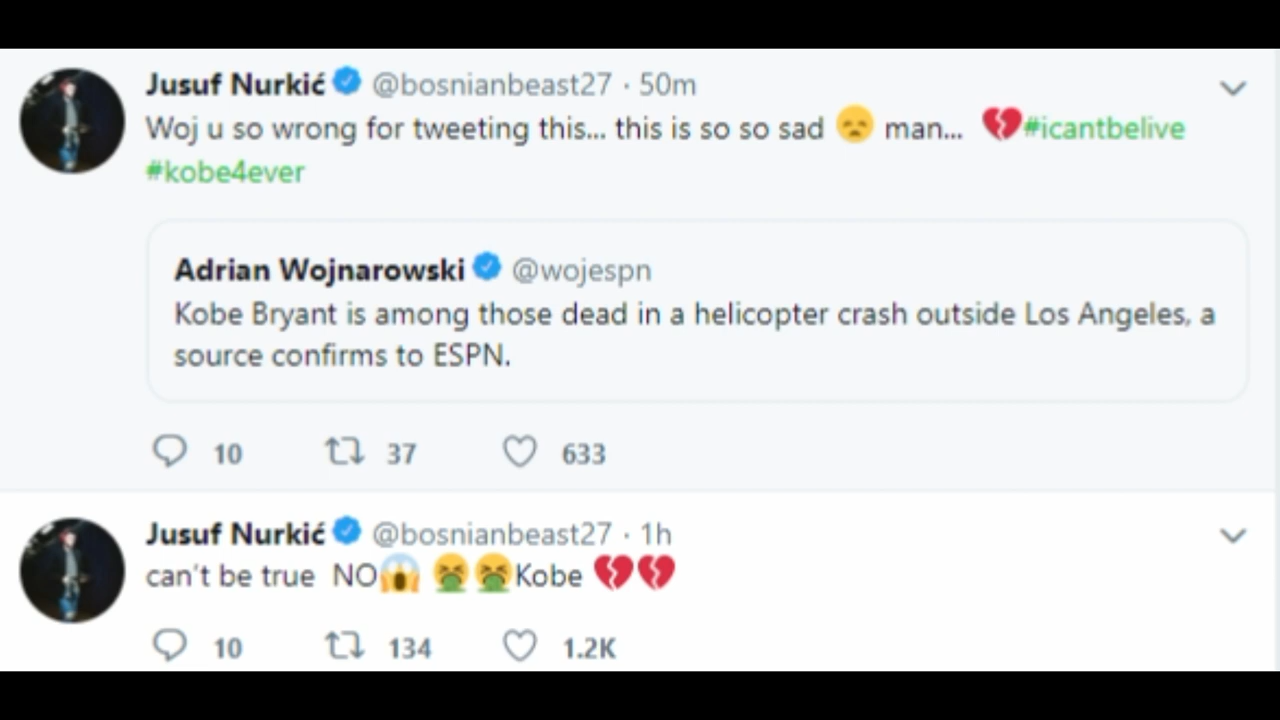 Jusuf Nurkić @bosnianbeast27 · 50m
Woj u so wrong for tweeting this... this is so so sad 😞 man... 💔#icantbelive
#kobe4ever
Adrian Wojnarowski @wojespn
Kobe Bryant is among those dead in a helicopter crash outside Los Angeles, a
source confirms to ESPN.
10 37 633
Jusuf Nurkić @bosnianbeast27 · 1h
can't be true NO😱 🤮🤮Kobe 💔💔
10 134 1.2K